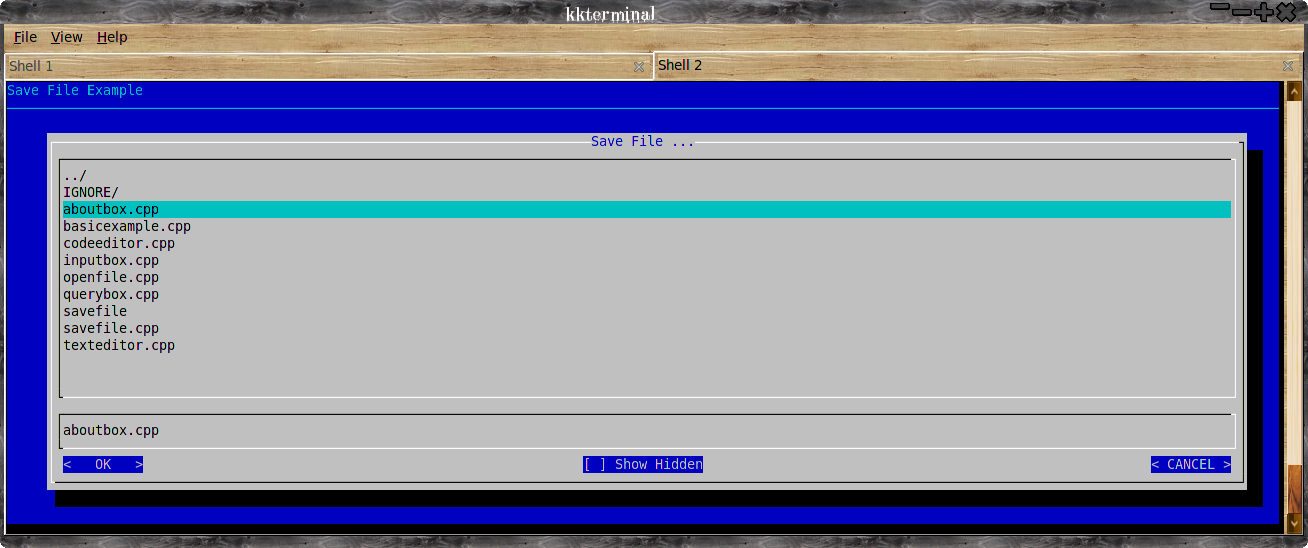 kkterminal
File View Help
Shell 1 Shell 2
Save File Example
Save File ...
../
IGNORE/
aboutbox.cpp
basicexample.cpp
codeeditor.cpp
inputbox.cpp
openfile.cpp
querybox.cpp
savefile
savefile.cpp
texteditor.cpp
aboutbox.cpp
< OK > [ ] Show Hidden < CANCEL >